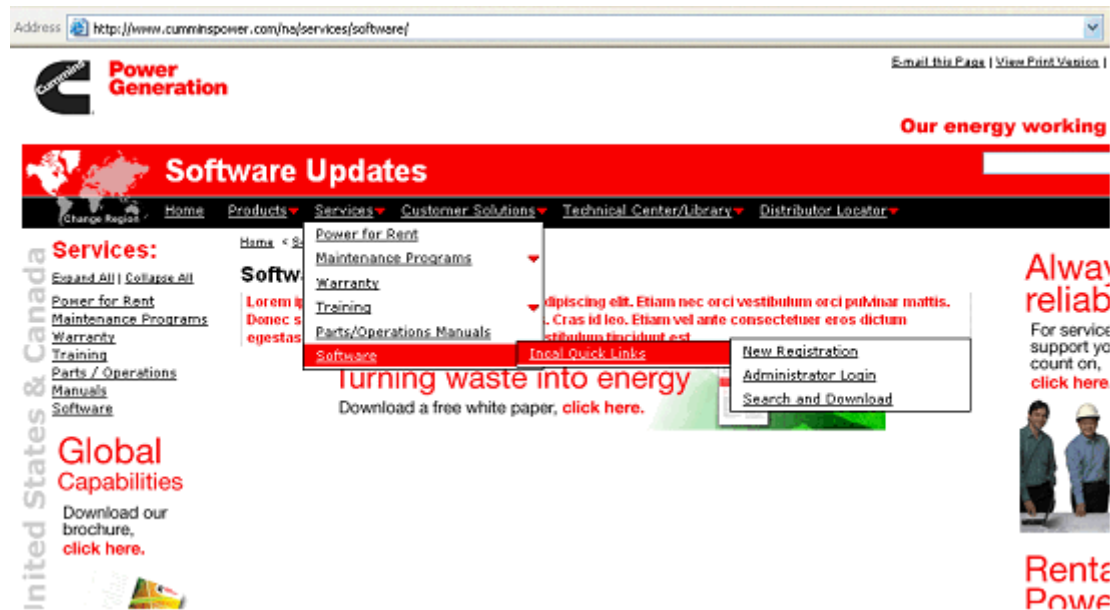 Address http://www.cumminspower.com/na/services/software/
Cummins
Power
Generation
E-mail this Page | View Print Version |
Our energy working
Software Updates
Change Region
Home Products Services Customer Solutions Technical Center/Library Distributor Locator
United States & Canada
Services:
Expand All | Collapse All
Power for Rent
Maintenance Programs
Warranty
Training
Parts / Operations
Manuals
Software
Home <
Power for Rent
Maintenance Programs
Warranty
Training
Parts/Operations Manuals
Software
Incal Quick Links
New Registration
Administrator Login
Search and Download
Softw
Lorem ip dipiscing elit. Etiam nec orci vestibulum orci pulvinar mattis.
Donec s . Cras id leo. Etiam vel ante consectetuer eros dictum
egestas stibulum tincidunt est
Turning waste into energy
Download a free white paper, click here.
Global
Capabilities
Download our
brochure,
click here.
Alway
reliab
For service
support yo
count on,
click here.
Renta
Powe